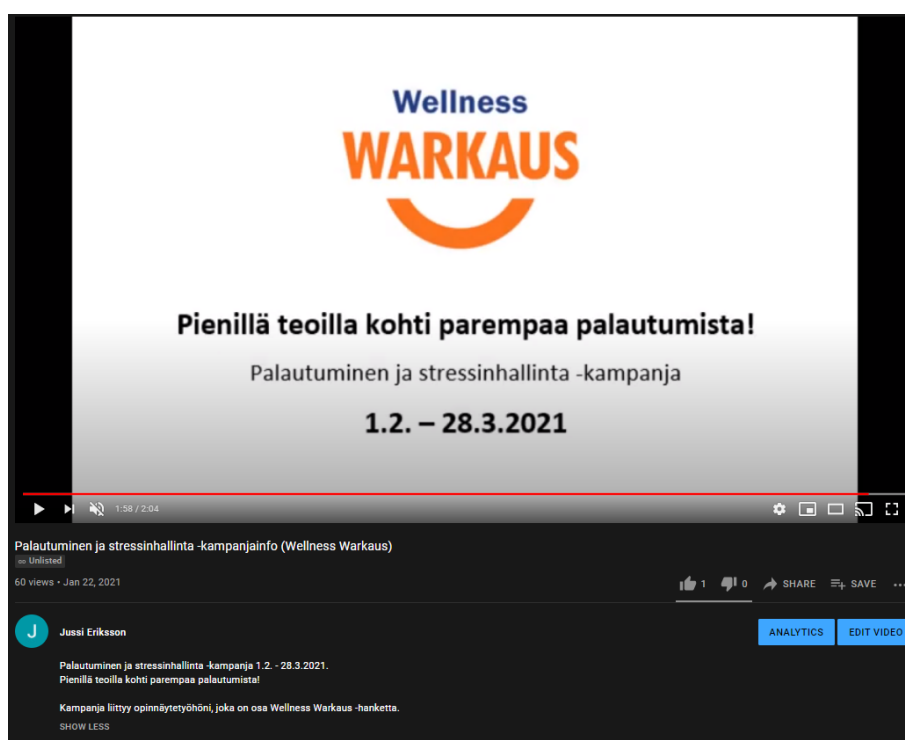 Wellness
WARKAUS
Pienillä teoilla kohti parempaa palautumista!
Palautuminen ja stressinhallinta -kampanja
1.2. – 28.3.2021
1:58 / 2:04
Palautuminen ja stressinhallinta -kampanjainfo (Wellness Warkaus)
Unlisted
60 views • Jan 22, 2021
1 0 SHARE SAVE ...
J Jussi Eriksson
ANALYTICS EDIT VIDEO
Palautuminen ja stressinhallinta -kampanja 1.2. - 28.3.2021.
Pienillä teoilla kohti parempaa palautumista!
Kampanja liittyy opinnäytetyöhöni, joka on osa Wellness Warkaus -hanketta.
SHOW LESS